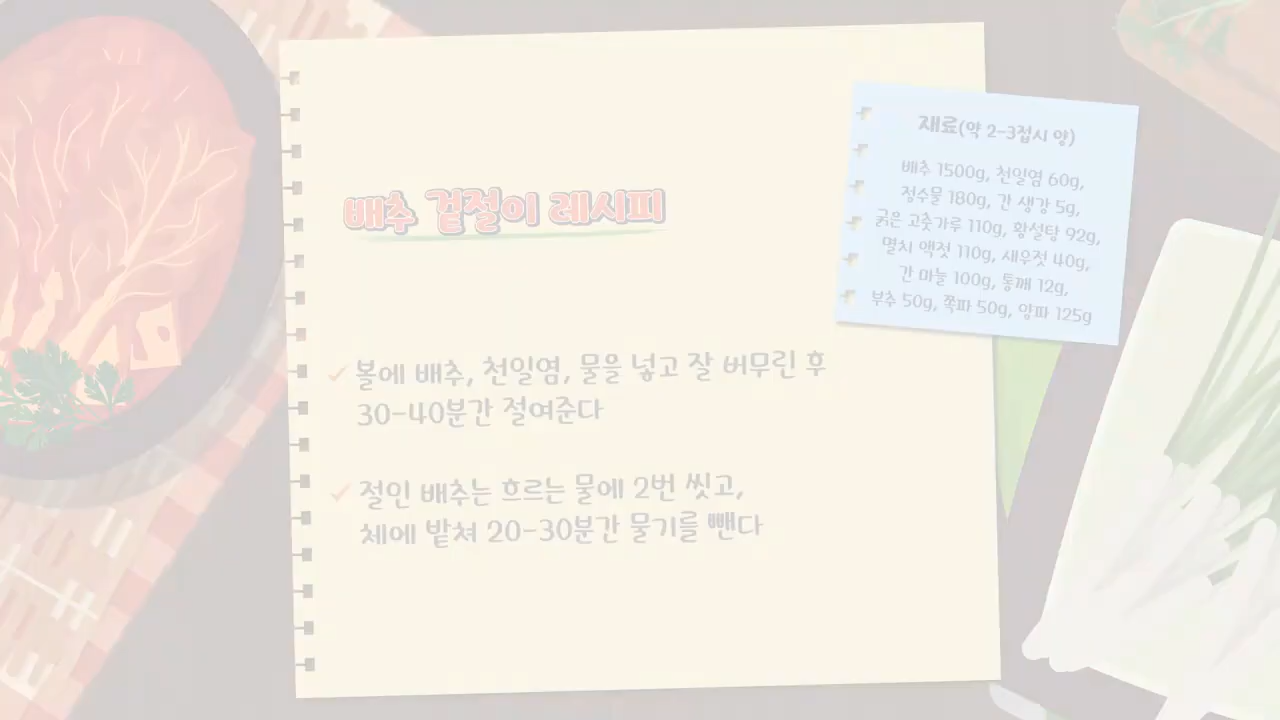 배추 겉절이 레시피
재료(약 2-3접시 양)
배추 1500g, 천일염 60g,
정수물 180g, 간 생강 5g,
굵은 고춧가루 110g, 황설탕 92g,
멸치 액젓 110g, 새우젓 40g,
간 마늘 100g, 통깨 12g,
부추 50g, 쪽파 50g, 양파 125g
볼에 배추, 천일염, 물을 넣고 잘 버무린 후
30-40분간 절여준다
절인 배추는 흐르는 물에 2번 씻고,
체에 밭쳐 20-30분간 물기를 뺀다